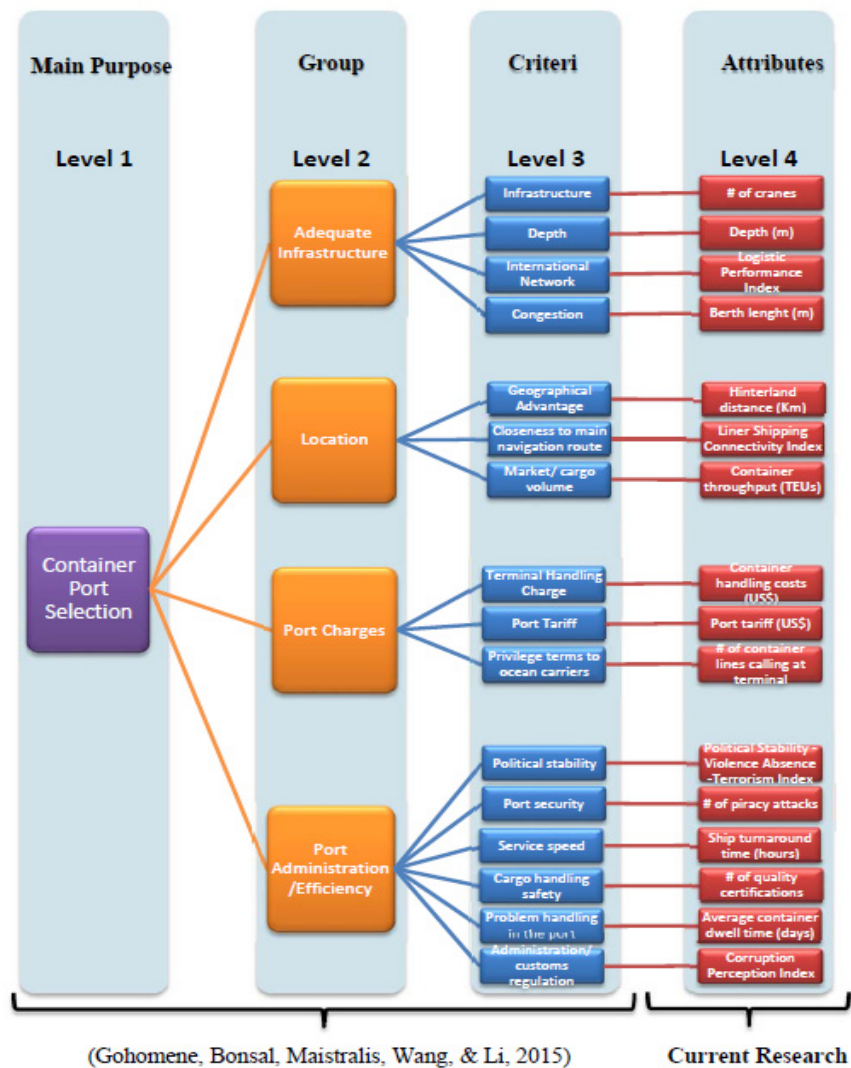 Main Purpose
Group
Criteri
Attributes
Level 1
Level 2
Level 3
Level 4
Container
Port
Selection
Adequate
Infrastructure
Infrastructure
# of cranes
Depth
Depth (m)
International
Network
Logistic
Performance
Index
Congestion
Berth lenght (m)
Location
Geographical
Advantage
Hinterland
distance (Km)
Closeness to main
navigation route
Liner Shipping
Connectivity Index
Market/ cargo
volume
Container
throughput (TEUs)
Port Charges
Terminal Handling
Charge
Container
handling costs
(US$)
Port Tariff
Port tariff (US$)
Privilege terms to
ocean carriers
# of container
lines calling at
terminal
Port
Administration
/Efficiency
Political stability
Political Stability -
Violence Absence
-Terrorism Index
Port security
# of piracy attacks
Service speed
Ship turnaround
time (hours)
Cargo handling
safety
# of quality
certifications
Problem handling
in the port
Average container
dwell time (days)
Administration/
customs
regulation
Corruption
Perception Index
(Gohomene, Bonsal, Maistralis, Wang, & Li, 2015)
Current Research